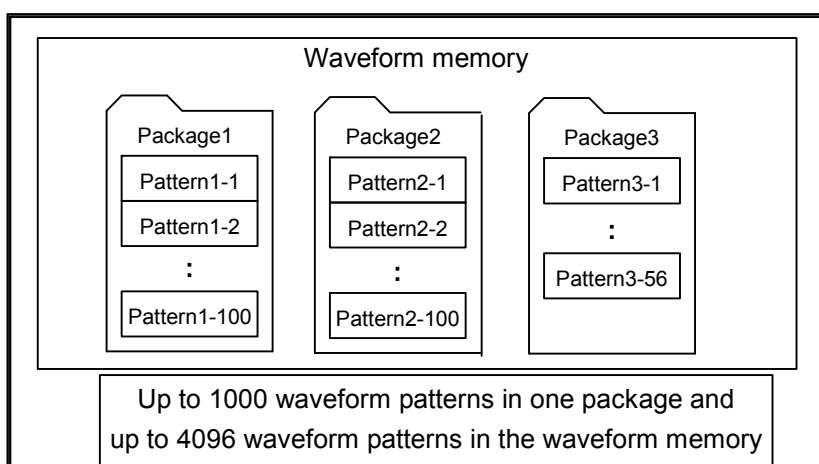 Waveform memory
Package1
Pattern1-1
Pattern1-2
:
Pattern1-100
Package2
Pattern2-1
Pattern2-2
:
Pattern2-100
Package3
Pattern3-1
:
Pattern3-56
Up to 1000 waveform patterns in one package and
up to 4096 waveform patterns in the waveform memory